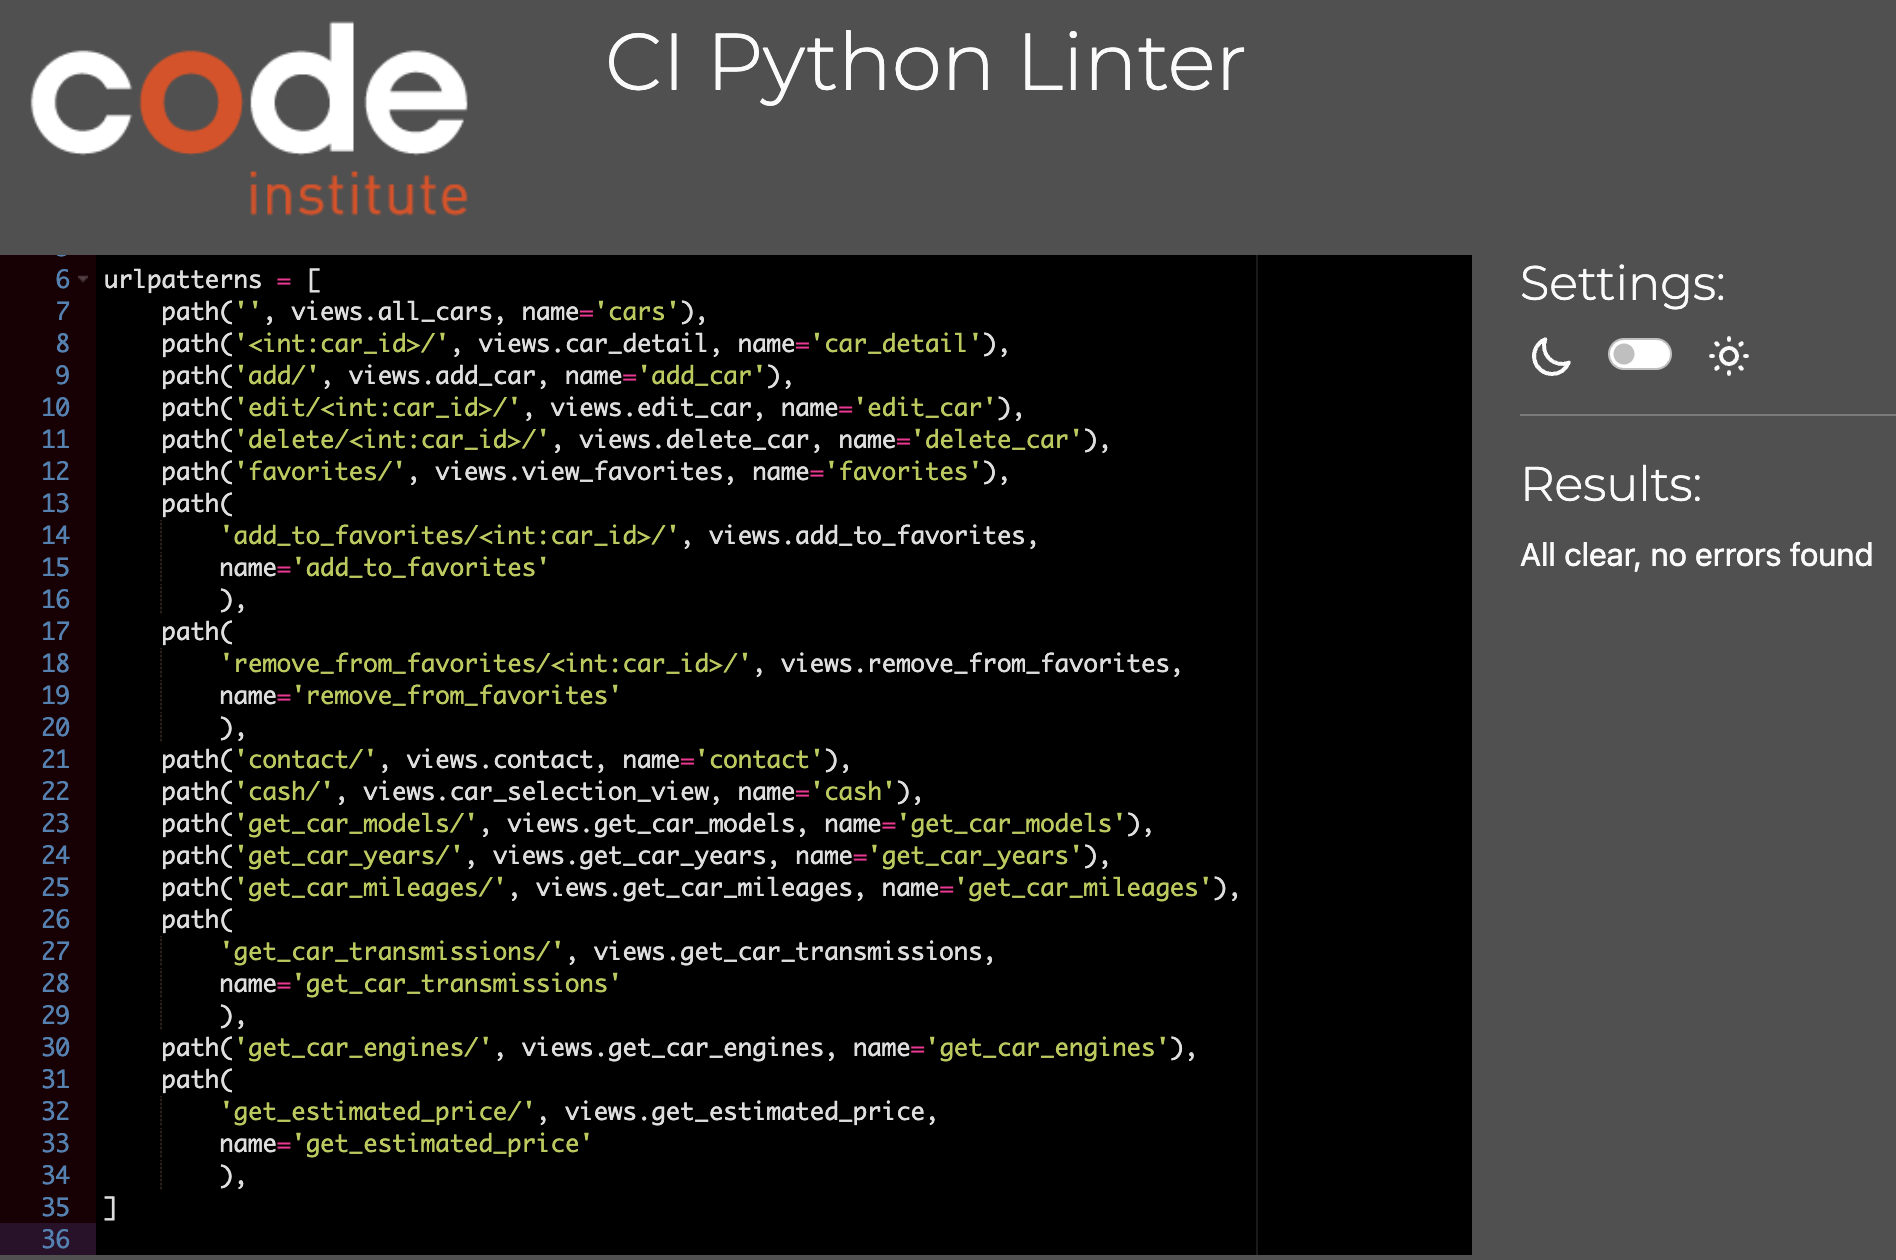 code
institute
CI Python Linter
6 urlpatterns = [
7     path('', views.all_cars, name='cars'),
8     path('<int:car_id>/', views.car_detail, name='car_detail'),
9     path('add/', views.add_car, name='add_car'),
10     path('edit/<int:car_id>/', views.edit_car, name='edit_car'),
11     path('delete/<int:car_id>/', views.delete_car, name='delete_car'),
12     path('favorites/', views.view_favorites, name='favorites'),
13     path(
14         'add_to_favorites/<int:car_id>/', views.add_to_favorites,
15         name='add_to_favorites'
16         ),
17     path(
18         'remove_from_favorites/<int:car_id>/', views.remove_from_favorites,
19         name='remove_from_favorites'
20         ),
21     path('contact/', views.contact, name='contact'),
22     path('cash/', views.car_selection_view, name='cash'),
23     path('get_car_models/', views.get_car_models, name='get_car_models'),
24     path('get_car_years/', views.get_car_years, name='get_car_years'),
25     path('get_car_mileages/', views.get_car_mileages, name='get_car_mileages'),
26     path(
27         'get_car_transmissions/', views.get_car_transmissions,
28         name='get_car_transmissions'
29         ),
30     path('get_car_engines/', views.get_car_engines, name='get_car_engines'),
31     path(
32         'get_estimated_price/', views.get_estimated_price,
33         name='get_estimated_price'
34         ),
35 ]
36
Settings:
Results:
All clear, no errors found